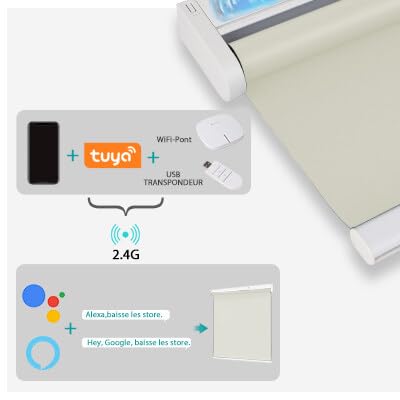 tuya
WiFi-Pont
USB
TRANSPONDEUR
2.4G
Alexa,baisse les store.
Hey, Google, baisse les store.